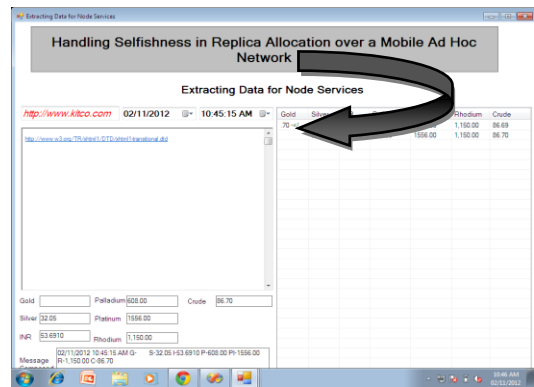 Extracting Data for Node Services
Handling Selfishness in Replica Allocation over a Mobile Ad Hoc
Network
Extracting Data for Node Services
http://www.kitco.com 02/11/2012 10:45:15 AM
Gold Silver Rhodium Crude
.70 1,150.00 86.69
1556.00 1,150.00 86.70
http://www.w3.org/TR/xhtml1/DTD/xhtml1-transitional.dtd
Gold Palladium 608.00 Crude 86.70
Silver 32.05 Platinum 1556.00
INR 53.6910 Rhodium 1,150.00
Message 02/11/2012 10:45:15 AM G- S-32.05 I-53.6910 P-608.00 Pl-1556.00
R-1,150.00 C-86.70
10:46 AM
02/11/2012